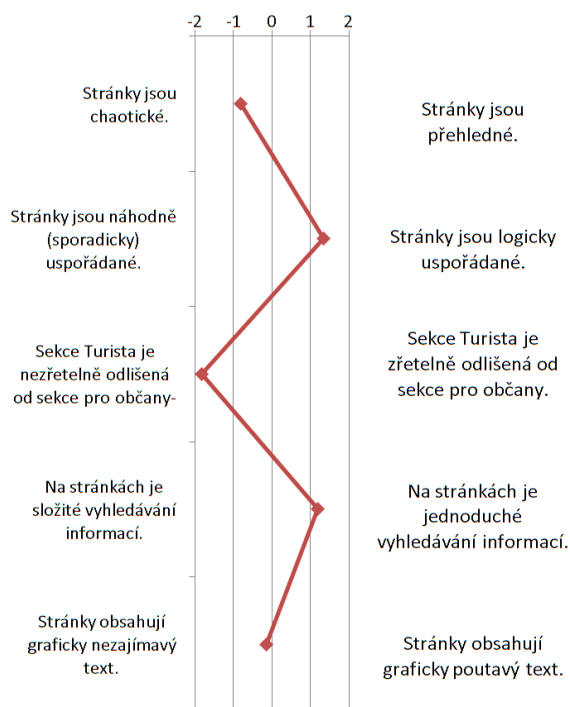 -2 -1 0 1 2
Stránky jsou
chaotické.
Stránky jsou
přehledné.
Stránky jsou náhodně
(sporadicky)
uspořádané.
Stránky jsou logicky
uspořádané.
Sekce Turista je
nezřetelně odlišená
od sekce pro občany-
Sekce Turista je
zřetelně odlišená od
sekce pro občany.
Na stránkách je
složité vyhledávání
informací.
Na stránkách je
jednoduché
vyhledávání informací.
Stránky obsahují
graficky nezajímavý
text.
Stránky obsahují
graficky poutavý text.